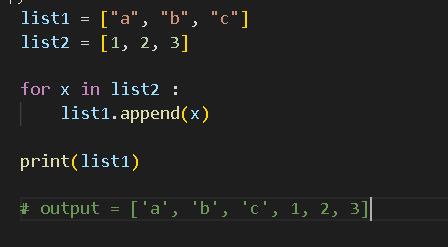 list1 = ["a", "b", "c"]
list2 = [1, 2, 3]

for x in list2 :
    list1.append(x)

print(list1)

# output = ['a', 'b', 'c', 1, 2, 3]